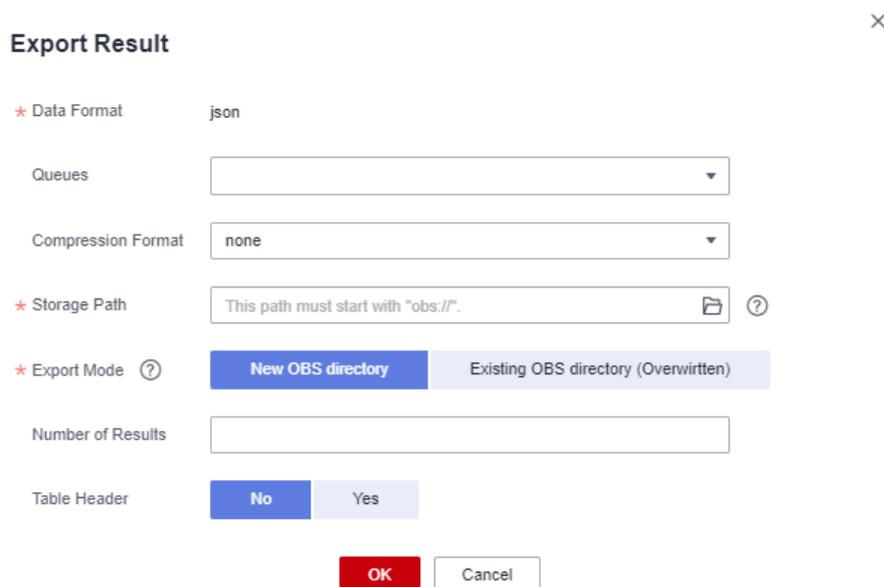 Export Result
* Data Format json
Queues
Compression Format none
* Storage Path This path must start with "obs://".
* Export Mode New OBS directory Existing OBS directory (Overwirtten)
Number of Results
Table Header No Yes
OK Cancel